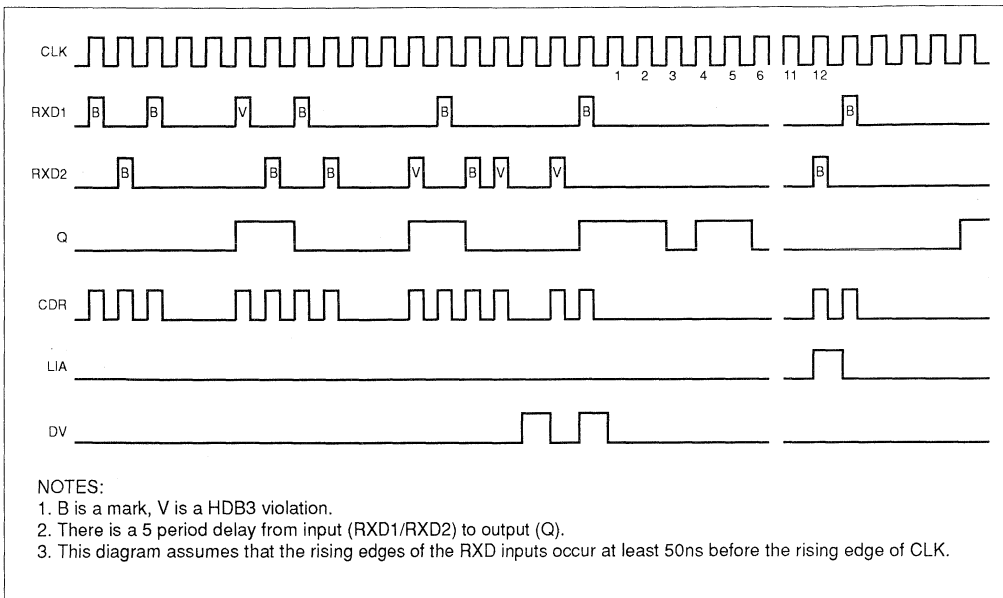 CLK
1 2 3 4 5 6 11 12
RXD1 B B V B B B B
RXD2 B B B V B V V B
Q
CDR
LIA
DV
NOTES:
1. B is a mark, V is a HDB3 violation.
2. There is a 5 period delay from input (RXD1/RXD2) to output (Q).
3. This diagram assumes that the rising edges of the RXD inputs occur at least 50ns before the rising edge of CLK.